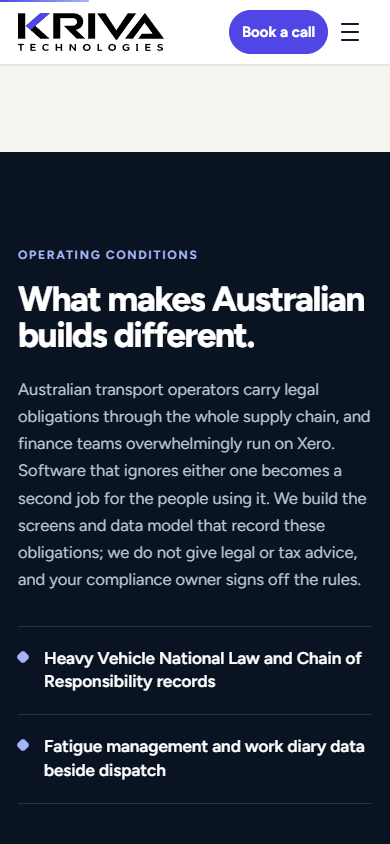 KRIVA
TECHNOLOGIES
Book a call
OPERATING CONDITIONS
What makes Australian
builds different.
Australian transport operators carry legal
obligations through the whole supply chain, and
finance teams overwhelmingly run on Xero.
Software that ignores either one becomes a
second job for the people using it. We build the
screens and data model that record these
obligations; we do not give legal or tax advice,
and your compliance owner signs off the rules.
Heavy Vehicle National Law and Chain of
Responsibility records
Fatigue management and work diary data
beside dispatch